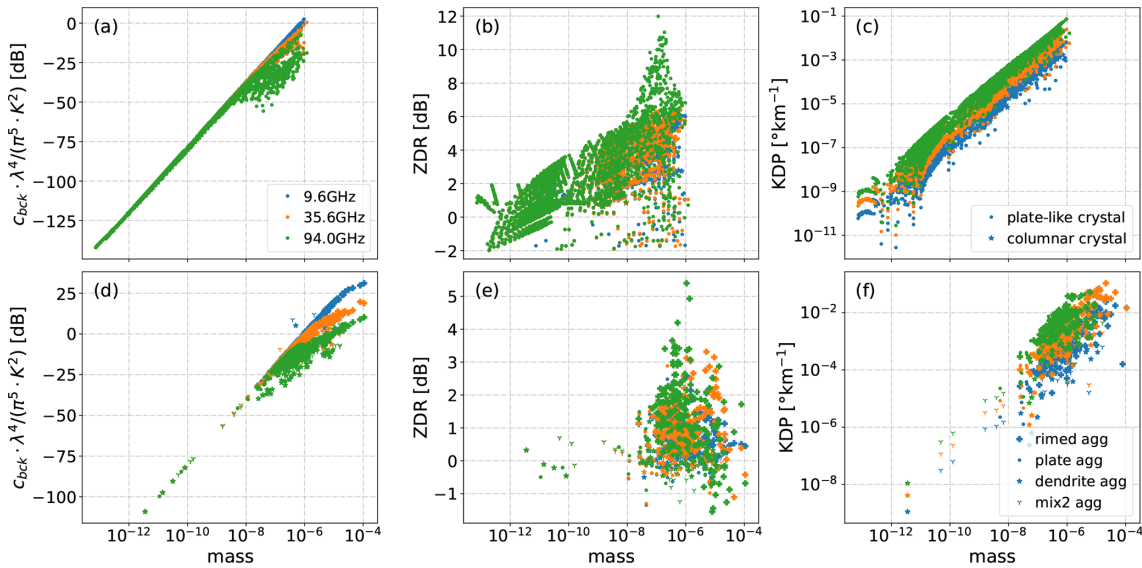 (a)
c_bck · λ^4/(π^5 · K^2) [dB]
0
−25
−50
−75
−100
−125
9.6GHz
35.6GHz
94.0GHz
(b)
ZDR [dB]
12
10
8
6
4
2
0
−2
(c)
KDP [°km^−1]
10^−1
10^−3
10^−5
10^−7
10^−9
10^−11
plate-like crystal
columnar crystal
(d)
c_bck · λ^4/(π^5 · K^2) [dB]
25
0
−25
−50
−75
−100
10^−12 10^−10 10^−8 10^−6 10^−4
mass
(e)
ZDR [dB]
5
4
3
2
1
0
−1
10^−12 10^−10 10^−8 10^−6 10^−4
mass
(f)
KDP [°km^−1]
10^−2
10^−4
10^−6
10^−8
rimed agg
plate agg
dendrite agg
mix2 agg
10^−12 10^−10 10^−8 10^−6 10^−4
mass